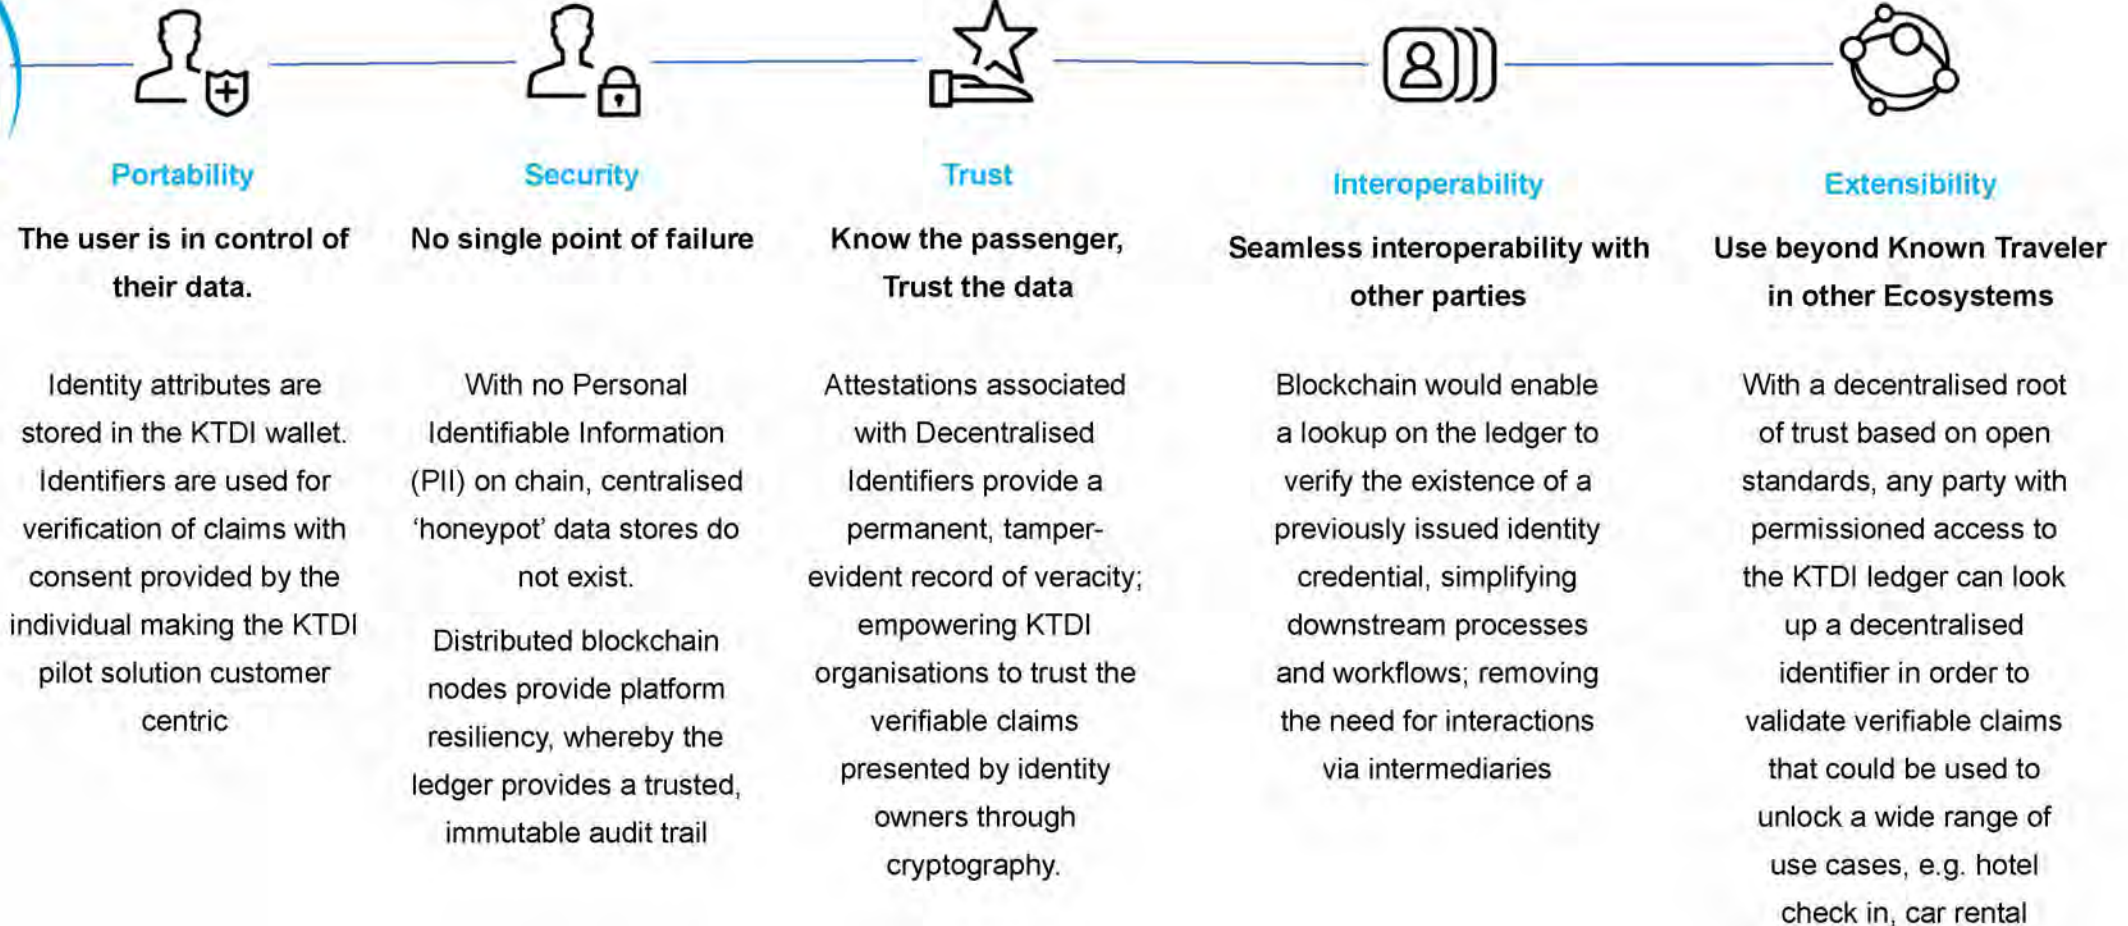 Portability
The user is in control of
their data.
Identity attributes are
stored in the KTDI wallet.
Identifiers are used for
verification of claims with
consent provided by the
individual making the KTDI
pilot solution customer
centric
Security
No single point of failure
With no Personal
Identifiable Information
(PII) on chain, centralised
‘honeypot’ data stores do
not exist.
Distributed blockchain
nodes provide platform
resiliency, whereby the
ledger provides a trusted,
immutable audit trail
Trust
Know the passenger,
Trust the data
Attestations associated
with Decentralised
Identifiers provide a
permanent, tamper-
evident record of veracity;
empowering KTDI
organisations to trust the
verifiable claims
presented by identity
owners through
cryptography.
Interoperability
Seamless interoperability with
other parties
Blockchain would enable
a lookup on the ledger to
verify the existence of a
previously issued identity
credential, simplifying
downstream processes
and workflows; removing
the need for interactions
via intermediaries
Extensibility
Use beyond Known Traveler
in other Ecosystems
With a decentralised root
of trust based on open
standards, any party with
permissioned access to
the KTDI ledger can look
up a decentralised
identifier in order to
validate verifiable claims
that could be used to
unlock a wide range of
use cases, e.g. hotel
check in, car rental